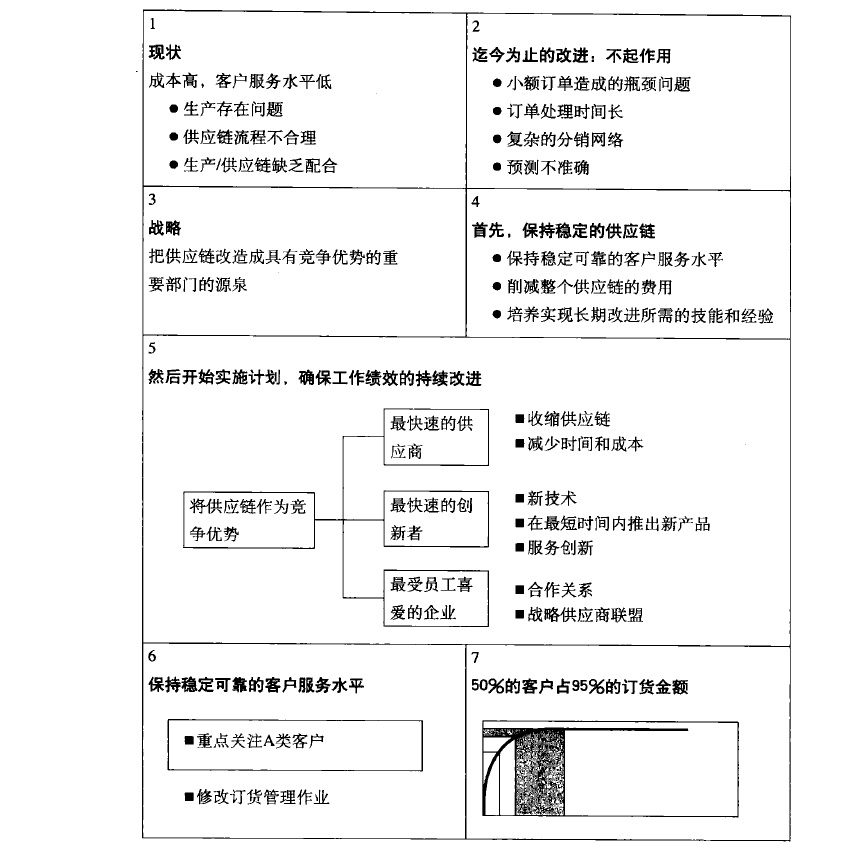 1
现状
成本高，客户服务水平低
●生产存在问题
●供应链流程不合理
●生产/供应链缺乏配合
2
迄今为止的改进：不起作用
●小额订单造成的瓶颈问题
●订单处理时间长
●复杂的分销网络
●预测不准确
3
战略
把供应链改造成具有竞争优势的重
要部门的源泉
4
首先，保持稳定的供应链
●保持稳定可靠的客户服务水平
●削减整个供应链的费用
●培养实现长期改进所需的技能和经验
5
然后开始实施计划，确保工作绩效的持续改进
将供应链作为竞
争优势
最快速的供
应商
■收缩供应链
■减少时间和成本
最快速的创
新者
■新技术
■在最短时间内推出新产品
■服务创新
最受员工喜
爱的企业
■合作关系
■战略供应商联盟
6
保持稳定可靠的客户服务水平
■重点关注A类客户
■修改订货管理作业
7
50%的客户占95%的订货金额